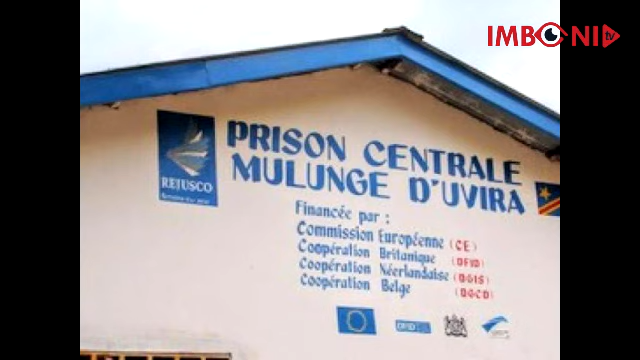 IMBONI tv
PRISON CENTRALE
MULUNGE D'UVIRA
REJUSCO
Financée par :
Commission Européenne (CE)
Coopération Britanique (DFID)
Coopération Néerlandaise (DGIS)
Coopération Belge (DGCD)
DFID